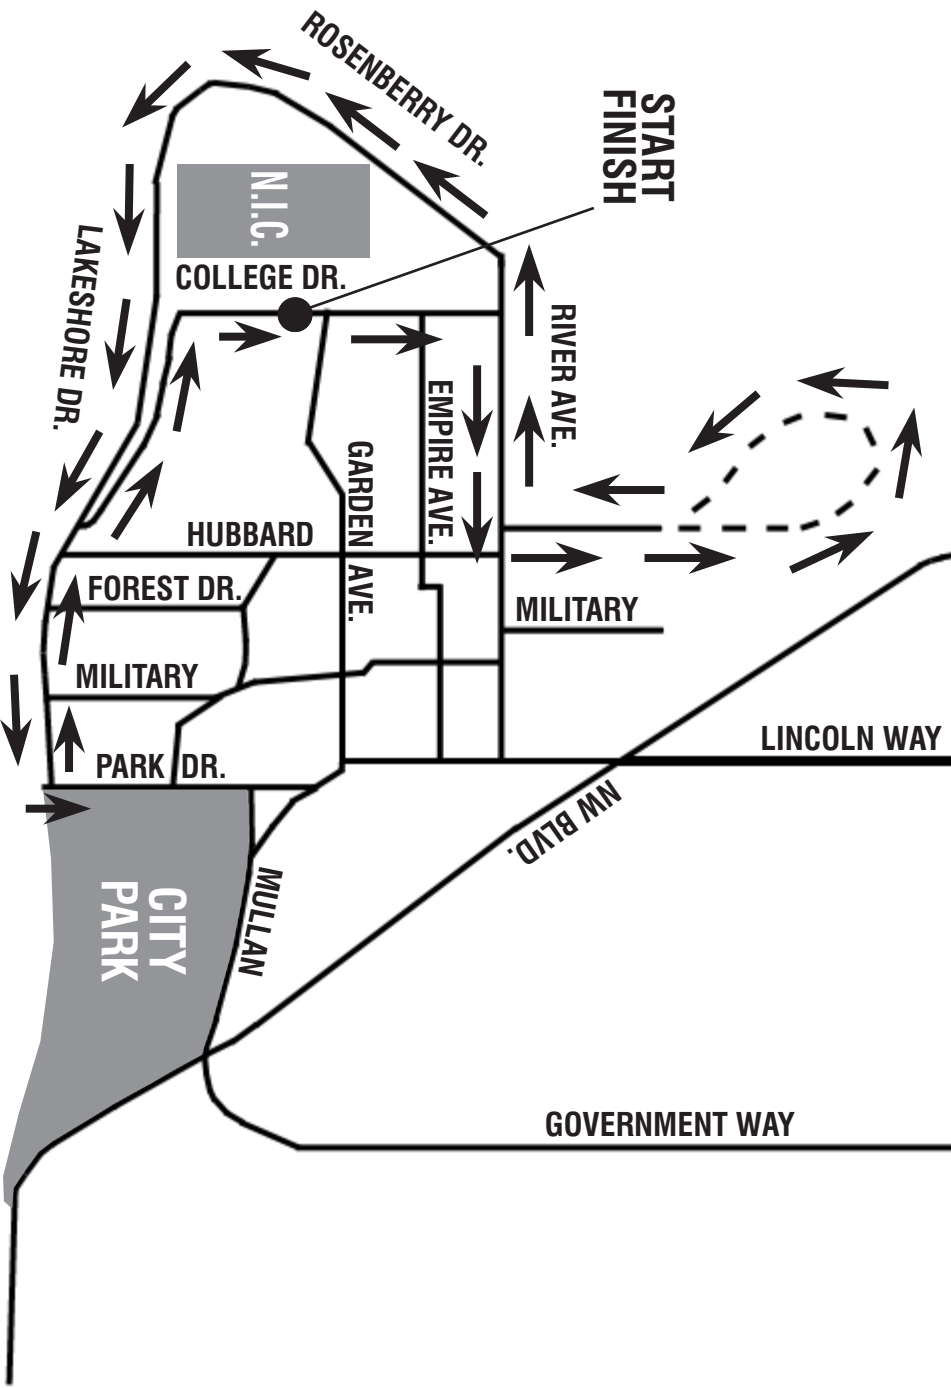 ROSENBERRY DR.
START
FINISH
N.I.C.
COLLEGE DR.
LAKESHORE DR.
RIVER AVE.
EMPIRE AVE.
GARDEN AVE.
HUBBARD
FOREST DR.
MILITARY
MILITARY
PARK DR.
LINCOLN WAY
NW BLVD.
CITY
PARK
MULLAN
GOVERNMENT WAY